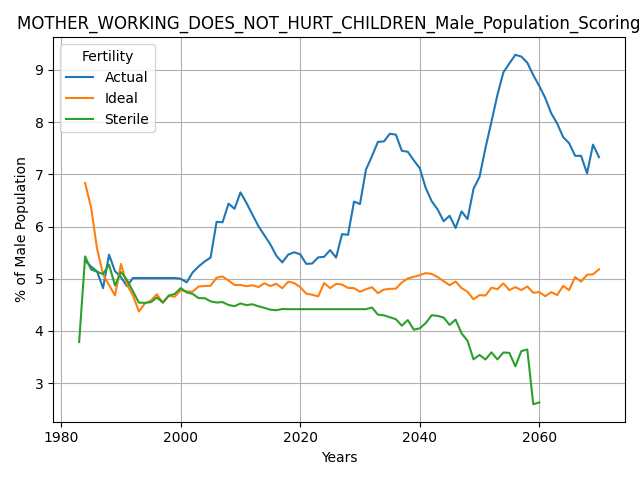 MOTHER_WORKING_DOES_NOT_HURT_CHILDREN_Male_Population_Scoring
Fertility
Actual
Ideal
Sterile
% of Male Population
9
8
7
6
5
4
3
1980
2000
2020
2040
2060
Years